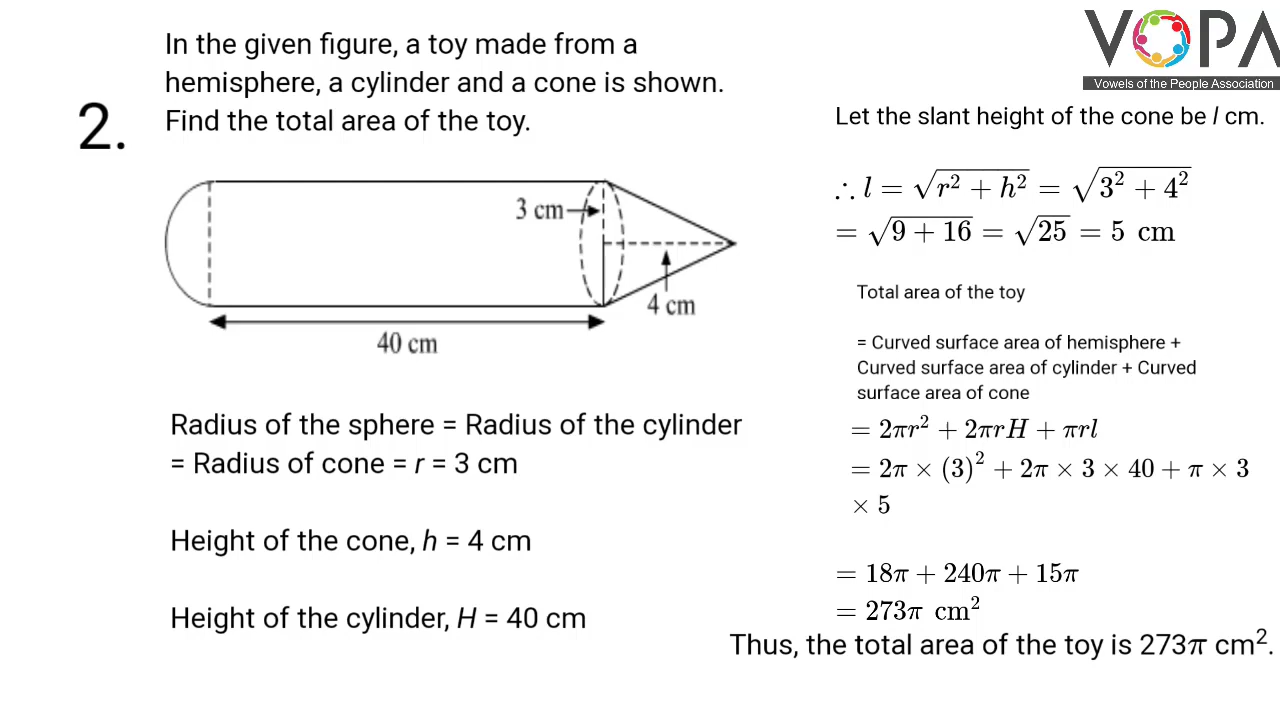 VOPA
Vowels of the People Association
2.
In the given figure, a toy made from a
hemisphere, a cylinder and a cone is shown.
Find the total area of the toy.
3 cm
4 cm
40 cm
Radius of the sphere = Radius of the cylinder
= Radius of cone = r = 3 cm
Height of the cone, h = 4 cm
Height of the cylinder, H = 40 cm
Let the slant height of the cone be l cm.
∴ l = √(r² + h²) = √(3² + 4²)
= √(9 + 16) = √25 = 5 cm
Total area of the toy
= Curved surface area of hemisphere +
Curved surface area of cylinder + Curved
surface area of cone
= 2πr² + 2πrH + πrl
= 2π × (3)² + 2π × 3 × 40 + π × 3
× 5
= 18π + 240π + 15π
= 273π cm²
Thus, the total area of the toy is 273π cm².